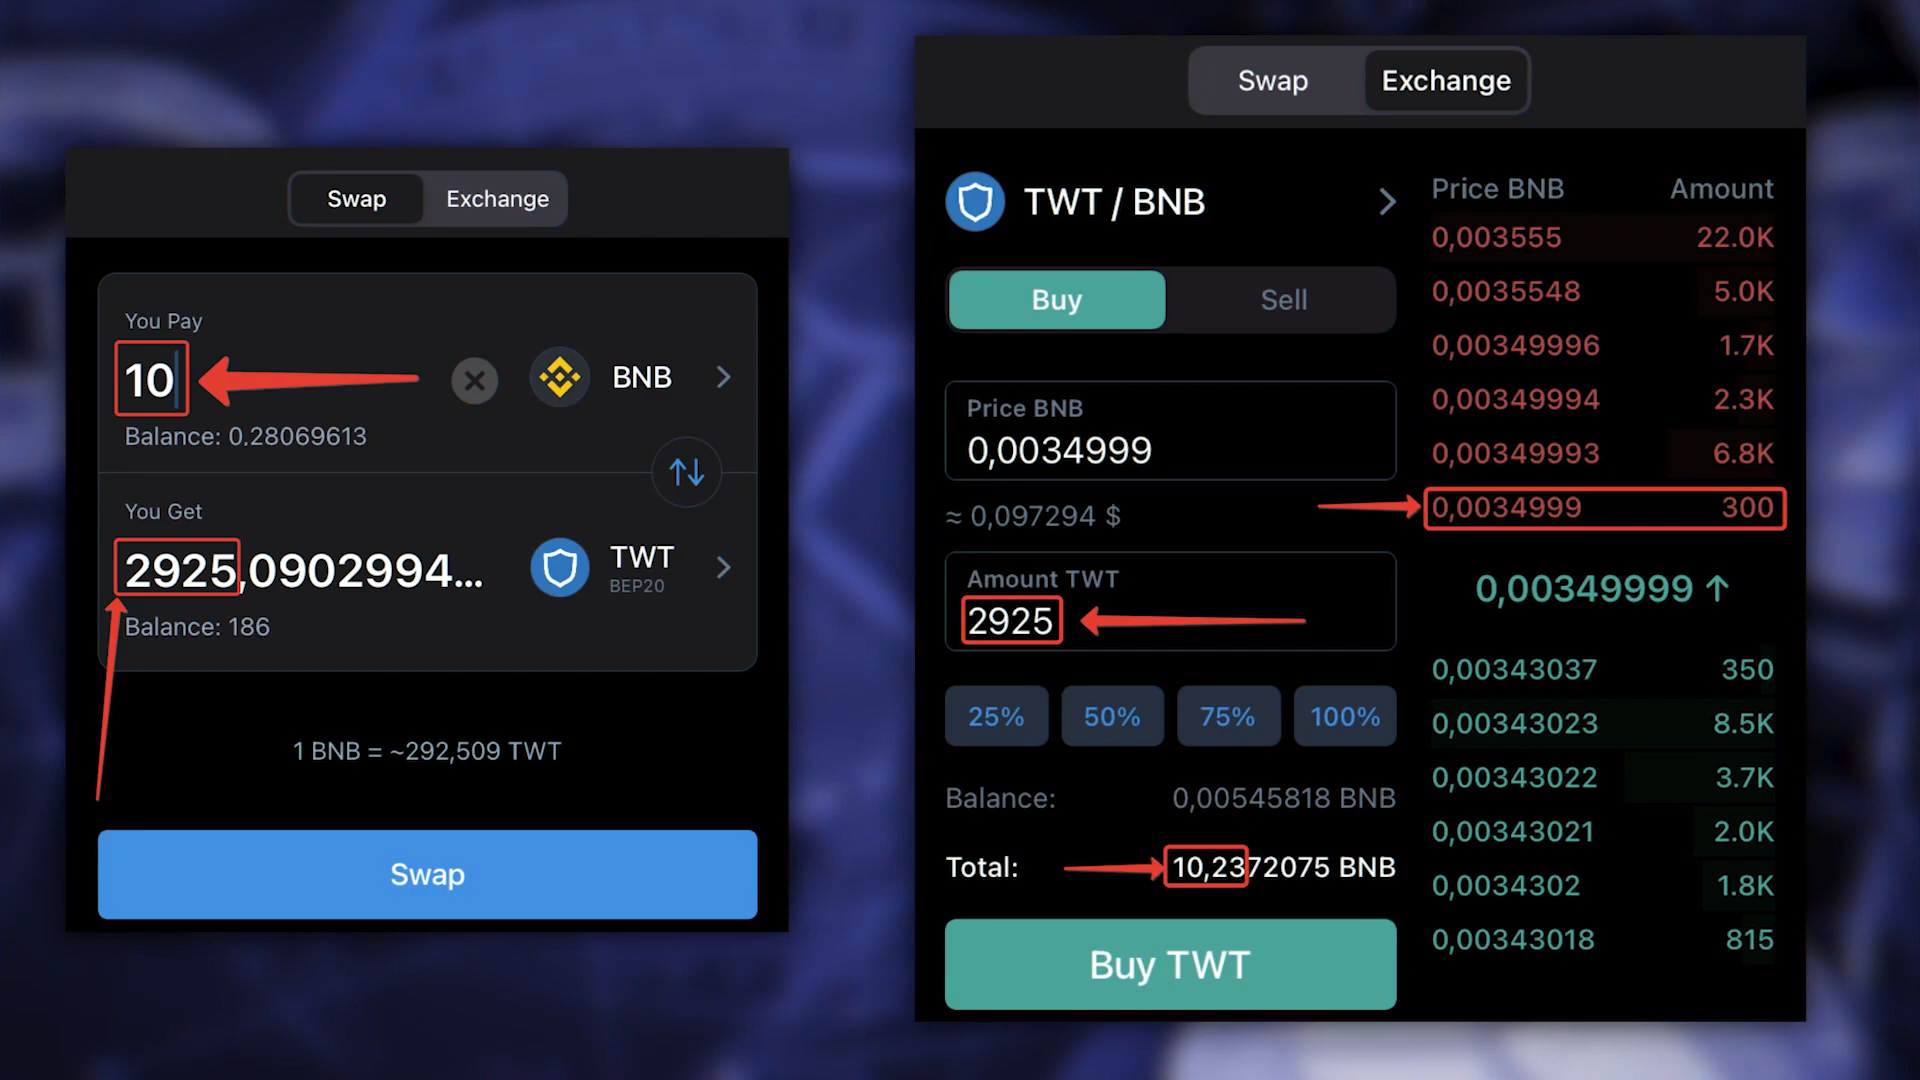 Swap Exchange
You Pay
10 BNB
Balance: 0.28069613
You Get
2925,0902994... TWT
BEP20
Balance: 186
1 BNB = ~292,509 TWT
Swap
Swap Exchange
TWT / BNB
Buy Sell
Price BNB
0,0034999
≈ 0,097294 $
Amount TWT
2925
25% 50% 75% 100%
Balance: 0,00545818 BNB
Total: 10,2372075 BNB
Buy TWT
Price BNB Amount
0,003555 22.0K
0,0035548 5.0K
0,00349996 1.7K
0,00349994 2.3K
0,00349993 6.8K
0,0034999 300
0,00349999 ↑
0,00343037 350
0,00343023 8.5K
0,00343022 3.7K
0,00343021 2.0K
0,0034302 1.8K
0,00343018 815